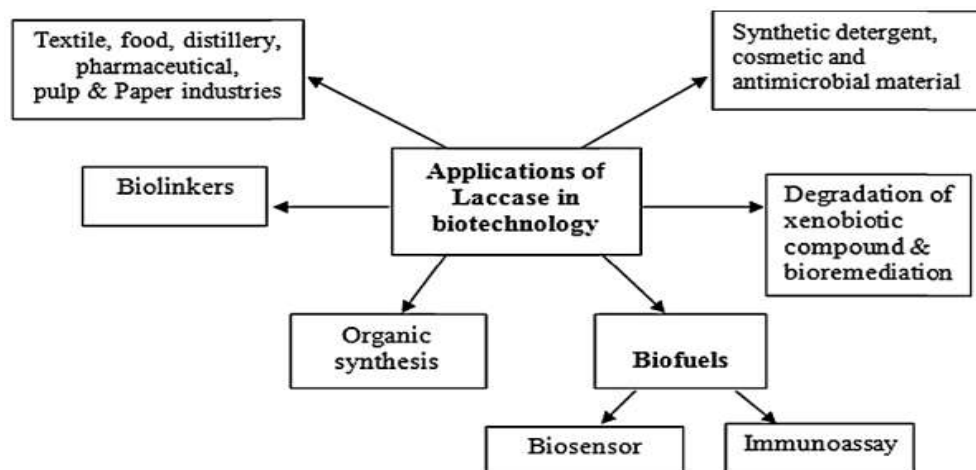 Textile, food, distillery,
pharmaceutical,
pulp & Paper industries
Synthetic detergent,
cosmetic and
antimicrobial material
Applications of
Laccase in
biotechnology
Biolinkers
Degradation of
xenobiotic
compound &
bioremediation
Organic
synthesis
Biofuels
Biosensor
Immunoassay